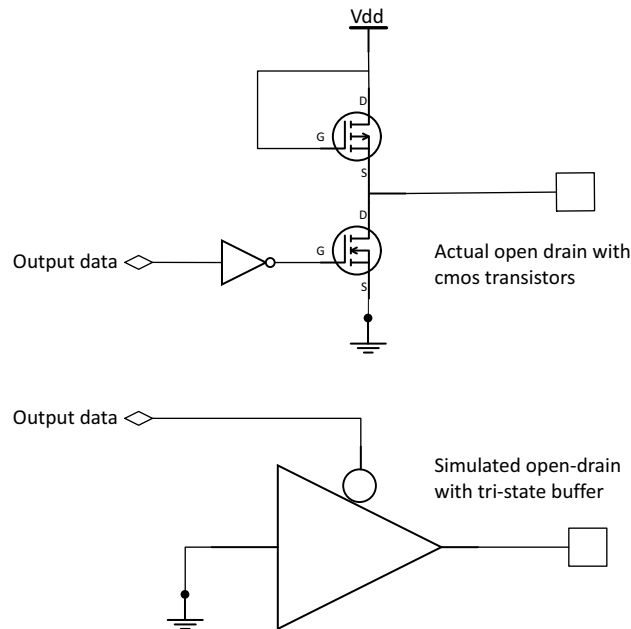 Vdd
D
G
S
D
Output data
G
Actual open drain with
cmos transistors
S
Output data
Simulated open-drain
with tri-state buffer